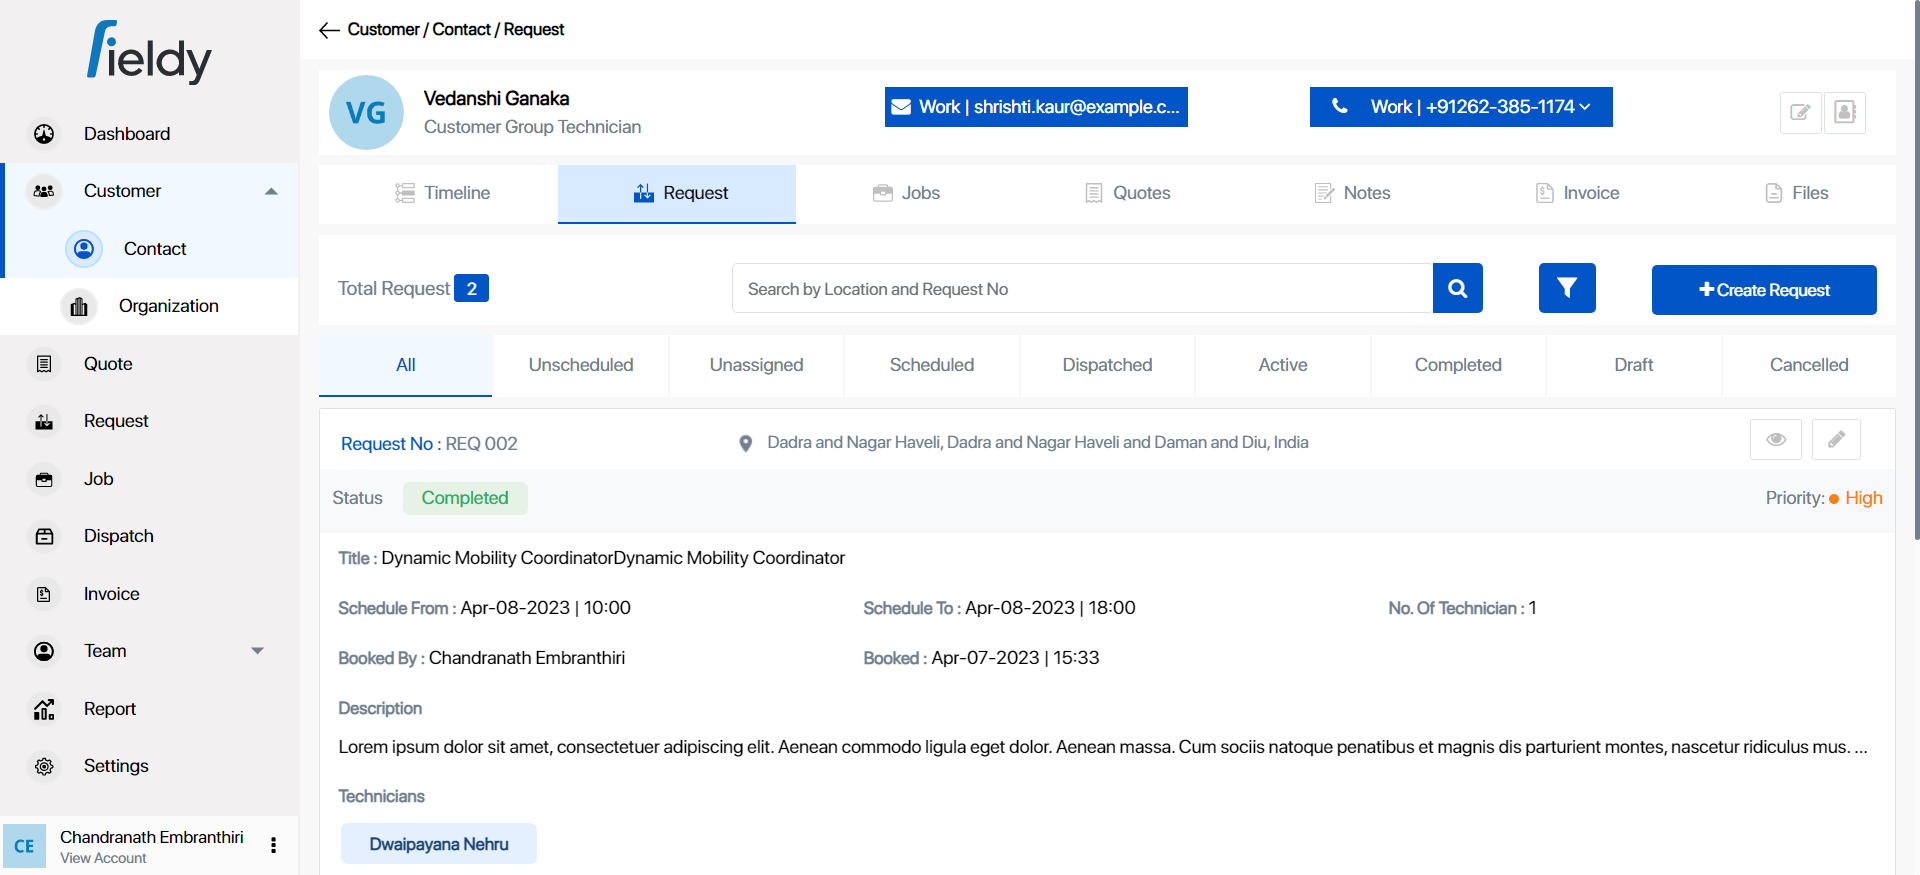 fieldy
Dashboard
Customer
Contact
Organization
Quote
Request
Job
Dispatch
Invoice
Team
Report
Settings
CE
Chandranath Embranthiri
View Account
Customer / Contact / Request
VG
Vedanshi Ganaka
Customer Group Technician
Work | shrishti.kaur@example.c...
Work | +91262-385-1174
Timeline
Request
Jobs
Quotes
Notes
Invoice
Files
Total Request 2
Search by Location and Request No
Create Request
All
Unscheduled
Unassigned
Scheduled
Dispatched
Active
Completed
Draft
Cancelled
Request No : REQ 002
Dadra and Nagar Haveli, Dadra and Nagar Haveli and Daman and Diu, India
Status
Completed
Priority: High
Title : Dynamic Mobility CoordinatorDynamic Mobility Coordinator
Schedule From : Apr-08-2023 | 10:00
Schedule To : Apr-08-2023 | 18:00
No. Of Technician : 1
Booked By : Chandranath Embranthiri
Booked : Apr-07-2023 | 15:33
Description
Lorem ipsum dolor sit amet, consectetuer adipiscing elit. Aenean commodo ligula eget dolor. Aenean massa. Cum sociis natoque penatibus et magnis dis parturient montes, nascetur ridiculus mus. ...
Technicians
Dwaipayana Nehru